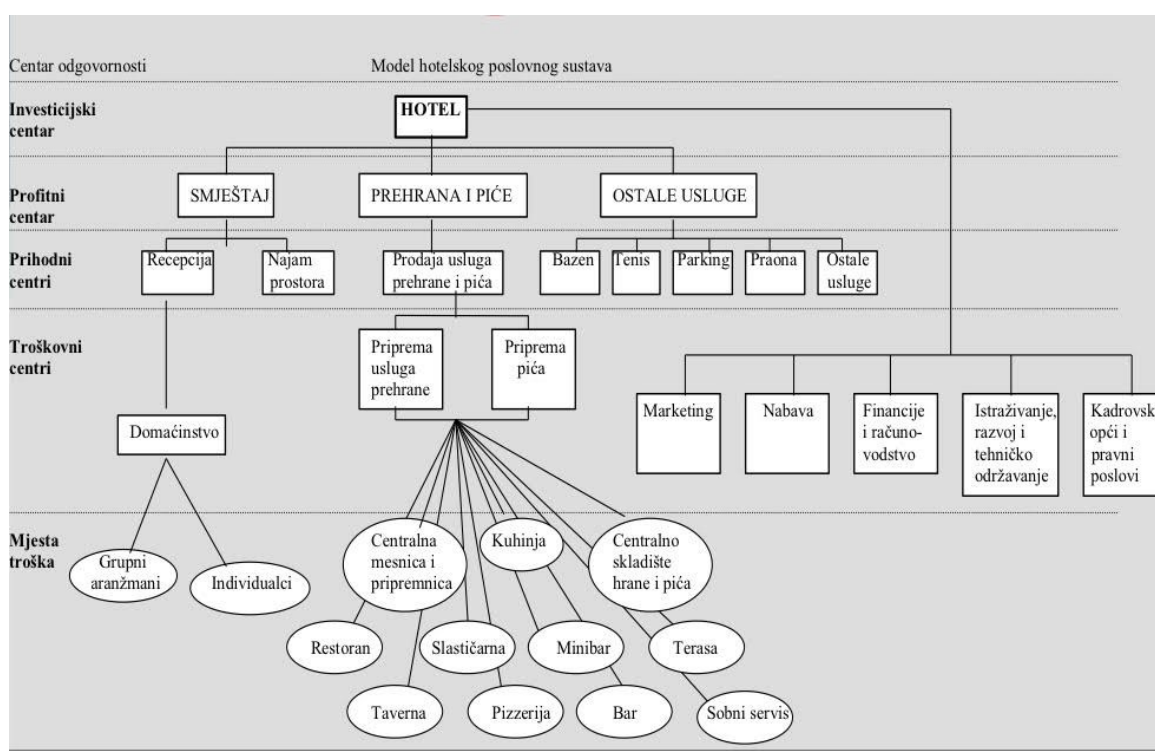 Centar odgovornosti
Model hotelskog poslovnog sustava
Investicijski
centar
HOTEL
Profitni
centar
SMJEŠTAJ
PREHRANA I PIĆE
OSTALE USLUGE
Prihodni
centri
Recepcija
Najam
prostora
Prodaja usluga
prehrane i pića
Bazen
Tenis
Parking
Praona
Ostale
usluge
Troškovni
centri
Priprema
usluga
prehrane
Priprema
pića
Domaćinstvo
Marketing
Nabava
Financije
i računo-
vodstvo
Istraživanje,
razvoj i
tehničko
održavanje
Kadrovsk
opći i
pravni
poslovi
Mjesta
troška
Grupni
aranžmani
Individualci
Centralna
mesnica i
pripremnica
Kuhinja
Centralno
skladište
hrane i pića
Restoran
Slastičarna
Minibar
Terasa
Taverna
Pizzerija
Bar
Sobni servis